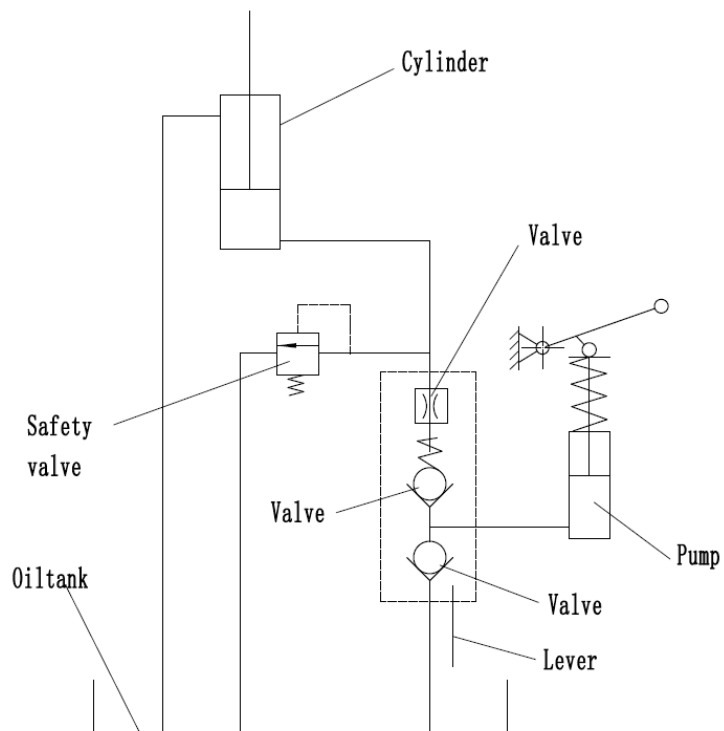 Cylinder
Valve
Safety
valve
Valve
Pump
Oiltank
Valve
Lever